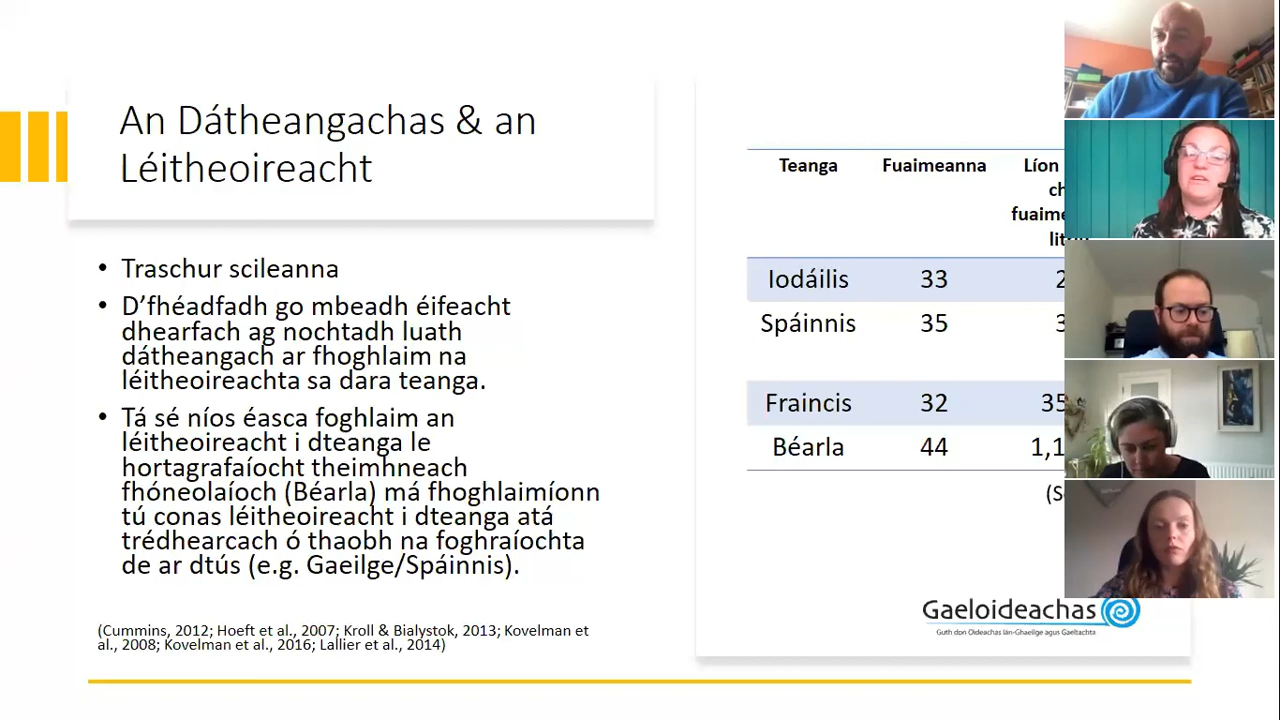 An Dátheangachas & an
Léitheoireacht
• Traschur scileanna
• D'fhéadfadh go mbeadh éifeacht
dhearfach ag nochtadh luath
dátheangach ar fhoghlaim na
léitheoireachta sa dara teanga.
• Tá sé níos éasca foghlaim an
léitheoireacht i dteanga le
hortagrafaíocht theimhneach
fhóneolaíoch (Béarla) má fhoghlaimíonn
tú conas léitheoireacht i dteanga atá
trédhearcach ó thaobh na foghraíochta
de ar dtús (e.g. Gaeilge/Spáinnis).
(Cummins, 2012; Hoeft et al., 2007; Kroll & Bialystok, 2013; Kovelman et
al., 2008; Kovelman et al., 2016; Lallier et al., 2014)
Teanga Fuaimeanna Líon
Iodáilis 33
Spáinnis 35
Fraincis 32 35
Béarla 44 1,1
Gaeloideachas
Guth don Oideachas lán-Ghaeilge agus Gaeltachta